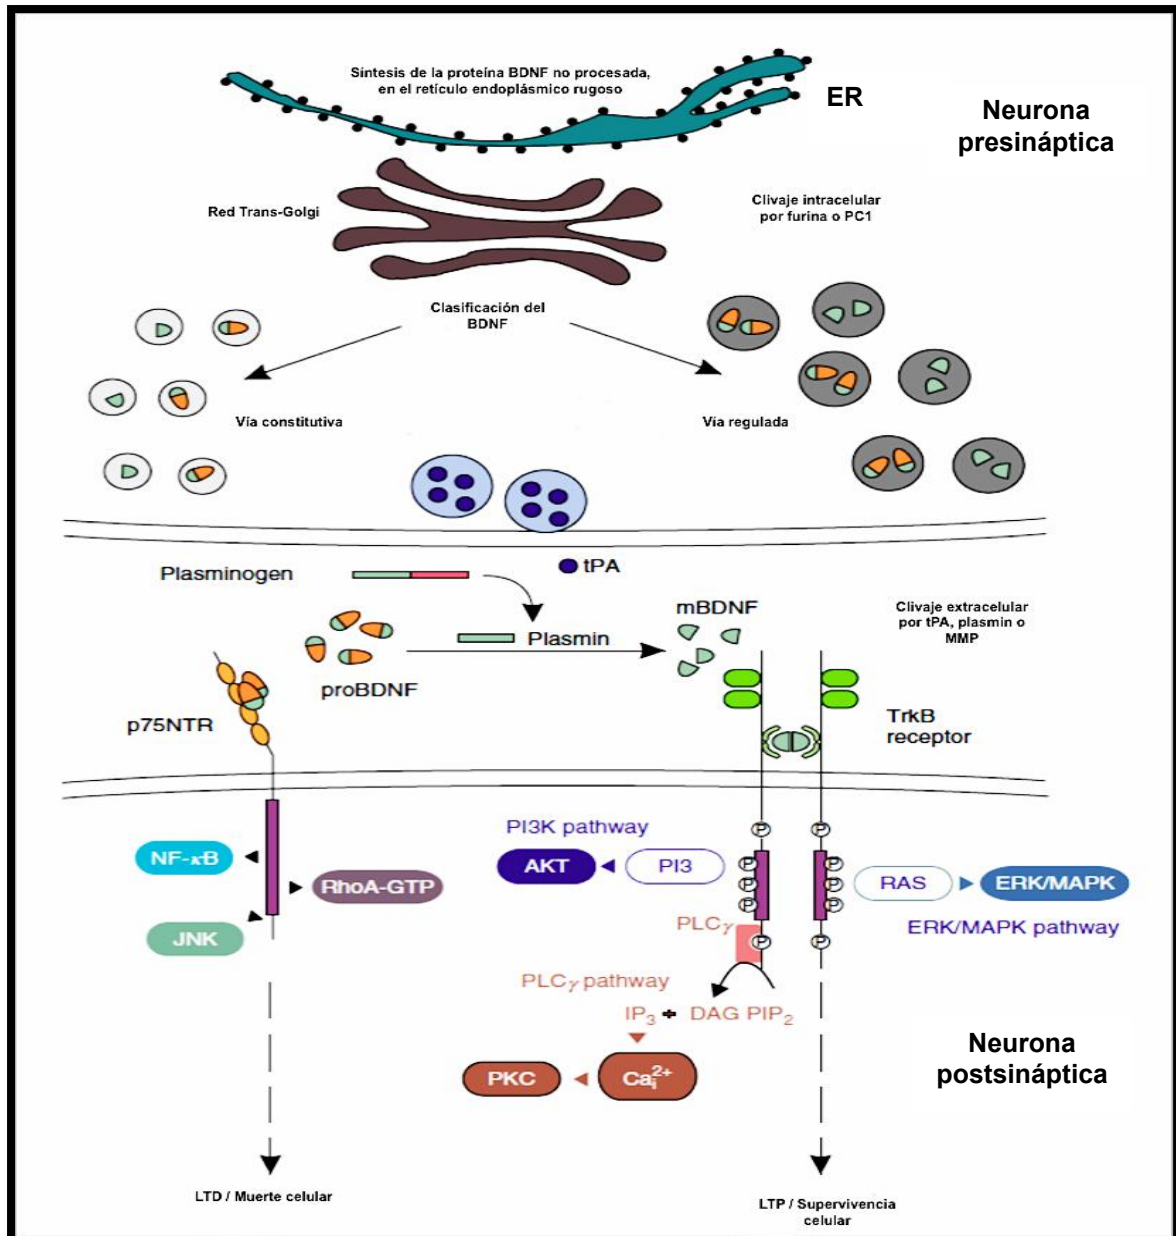 Síntesis de la proteína BDNF no procesada,
en el retículo endoplásmico rugoso
ER
Neurona
presináptica
Red Trans-Golgi
Clivaje intracelular
por furina o PC1
Clasificación del
BDNF
Vía constitutiva
Vía regulada
Plasminogen
tPA
mBDNF
Clivaje extracelular
por tPA, plasmin o
MMP
Plasmin
proBDNF
p75NTR
TrkB
receptor
PI3K pathway
P P
NF-κB
AKT
PI3
P P
P P
P P
RAS
ERK/MAPK
RhoA-GTP
JNK
PLCγ
P P
ERK/MAPK pathway
PLCγ pathway
IP₃ + DAG PIP₂
PKC
Caᵢ²⁺
Neurona
postsináptica
LTD / Muerte celular
LTP / Supervivencia
celular